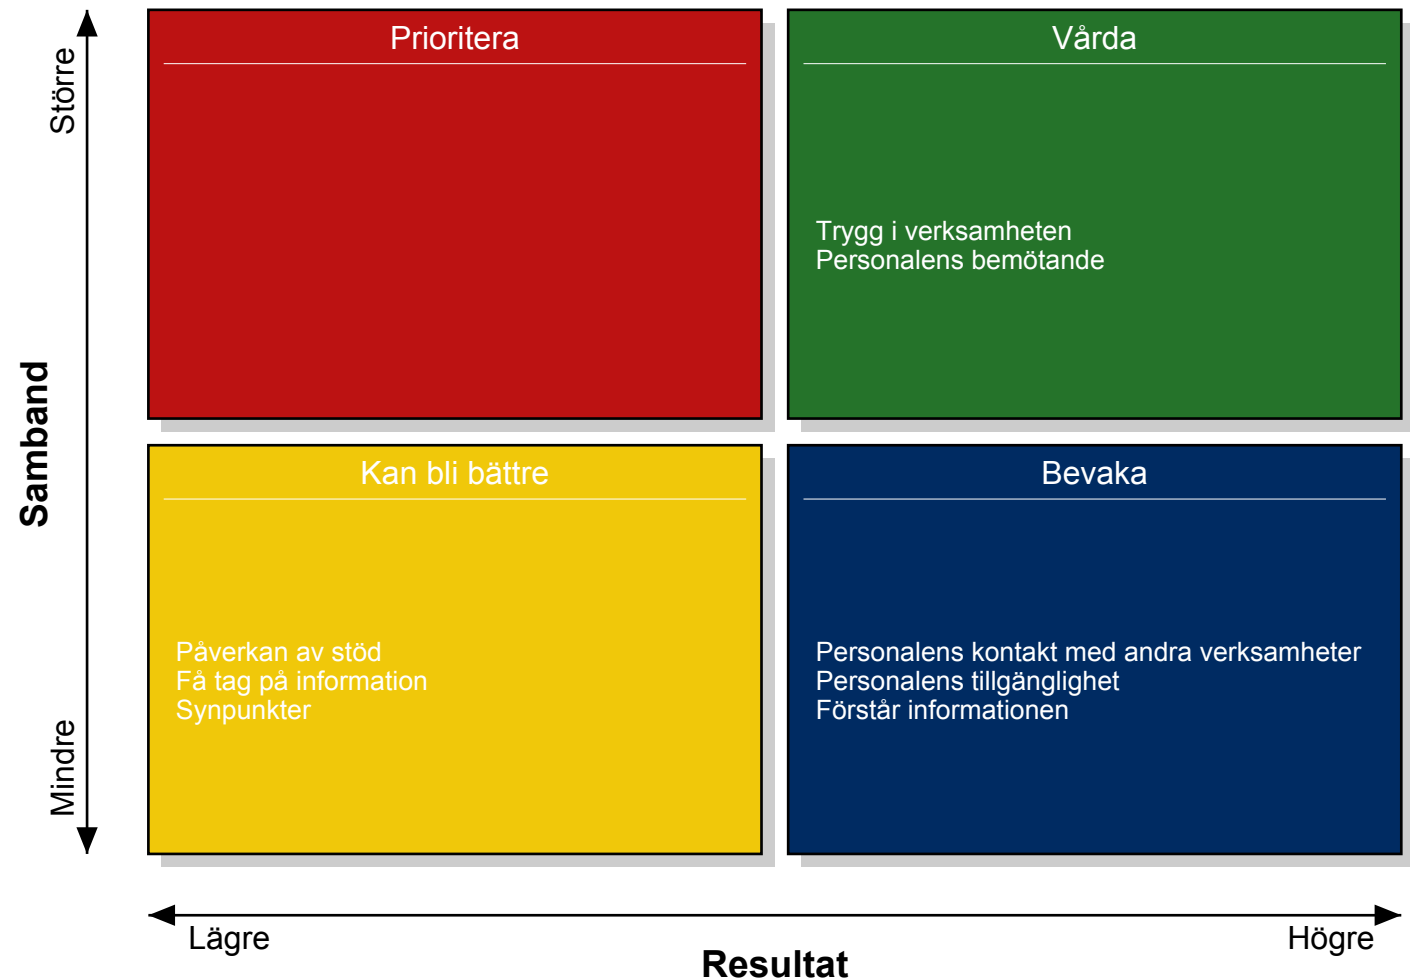 Större
Samband
Mindre
Prioritera
Vårda
Trygg i verksamheten
Personalens bemötande
Kan bli bättre
Påverkan av stöd
Få tag på information
Synpunkter
Bevaka
Personalens kontakt med andra verksamheter
Personalens tillgänglighet
Förstår informationen
Lägre
Resultat
Högre